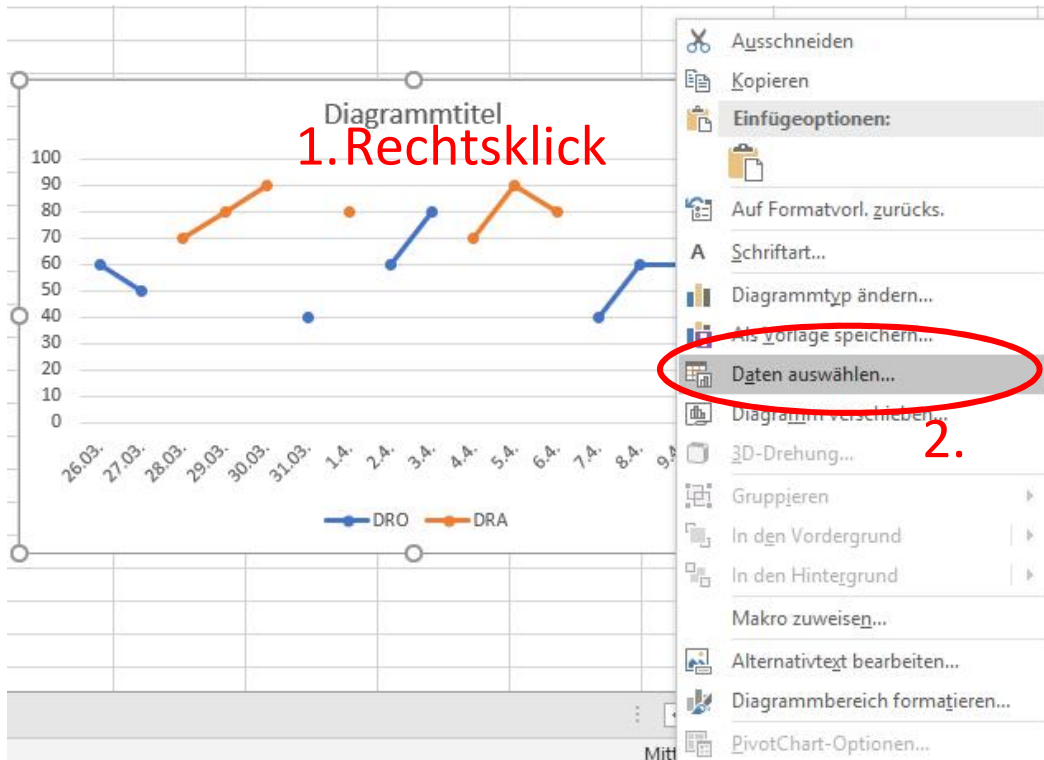 Diagrammtitel
1. Rechtsklick
100
90
80
70
60
50
40
30
20
10
0
26.03.
27.03.
28.03.
29.03.
30.03.
31.03.
1.4.
2.4.
3.4.
4.4.
5.4.
6.4.
7.4.
8.4.
DRO
DRA
Ausschneiden
Kopieren
Einfügeoptionen:
Auf Formatvorl. zurücks.
A Schriftart...
Diagrammtyp ändern...
Als Vorlage speichern...
Daten auswählen...
Diagramm verschieben...
2.
3D-Drehung...
Gruppieren
In den Vordergrund
In den Hintergrund
Makro zuweisen...
Alternativtext bearbeiten...
Diagrammbereich formatieren...
PivotChart-Optionen...